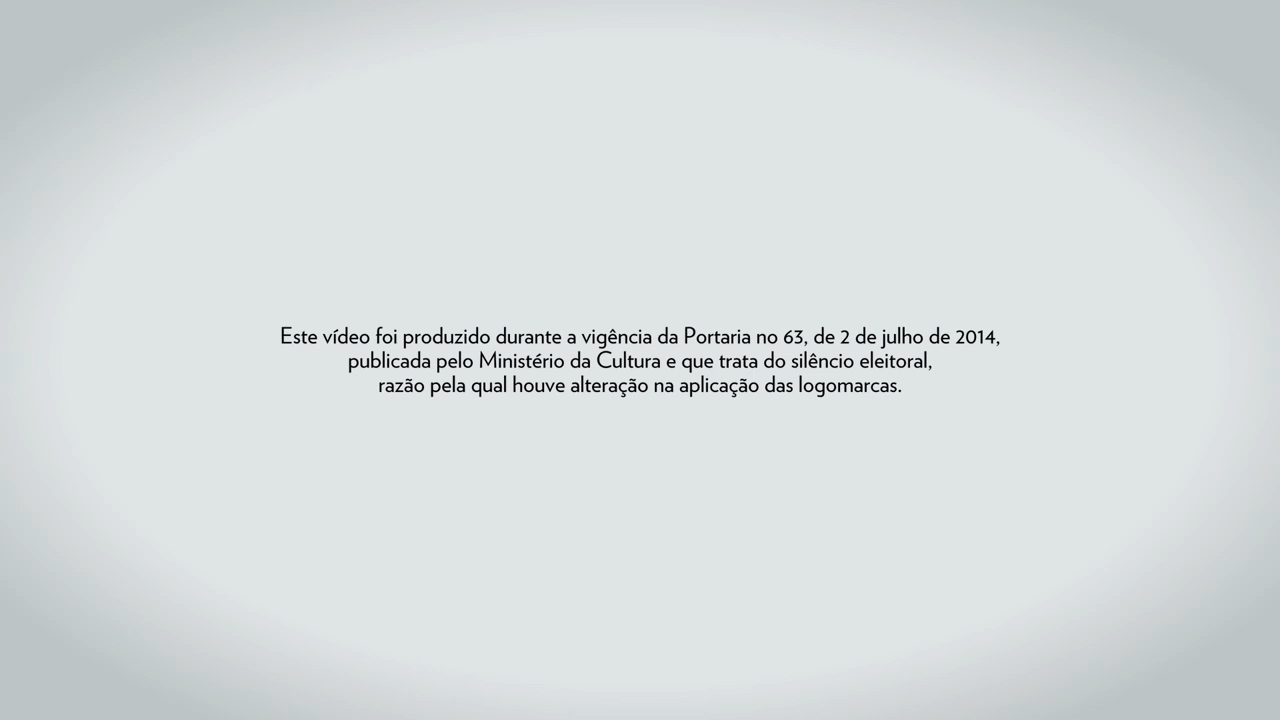 Este vídeo foi produzido durante a vigência da Portaria no 63, de 2 de julho de 2014,
publicada pelo Ministério da Cultura e que trata do silêncio eleitoral,
razão pela qual houve alteração na aplicação das logomarcas.